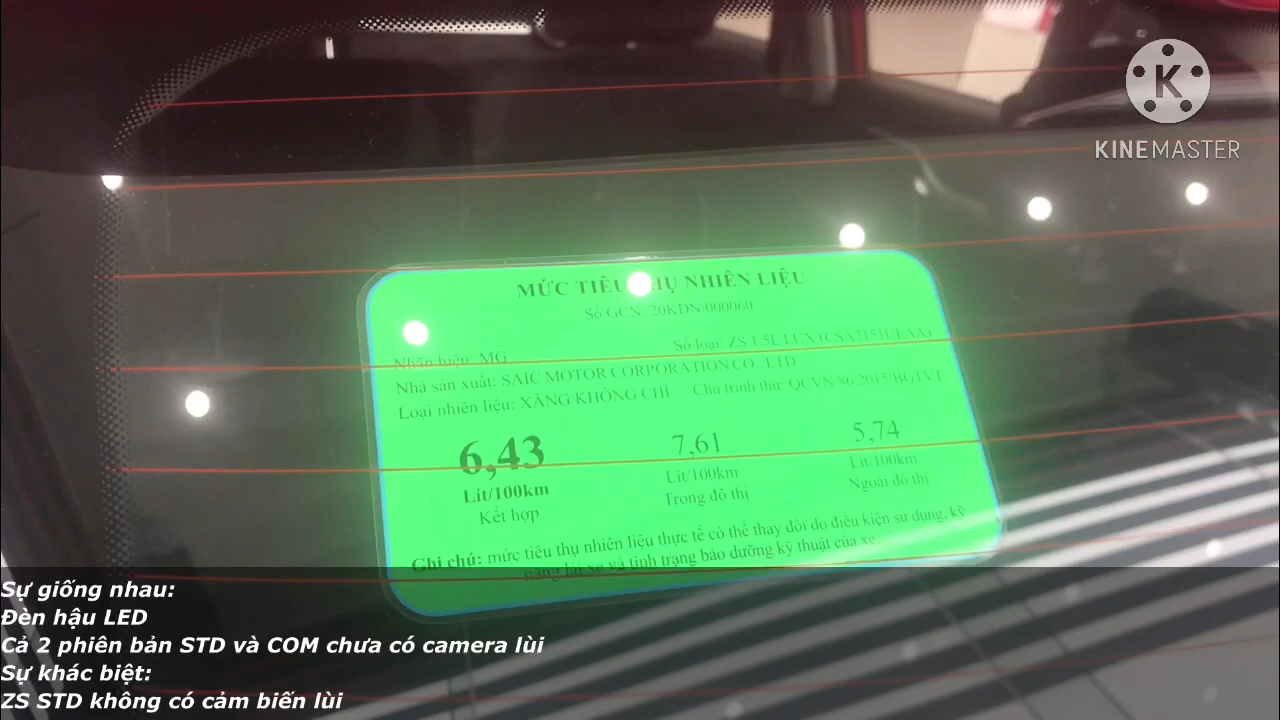 KINEMASTER
MỨC TIÊU THỤ NHIÊN LIỆU
Số GCN: 20KDN/000060
Nhãn hiệu: MG Số loại: ZS 1.5L LUX (CSA7151UEAA)
Nhà sản xuất: SAIC MOTOR CORPORATION CO., LTD
Loại nhiên liệu: XĂNG KHÔNG CHÌ Chu trình thử: QCVN 86:2015/BGTVT
6,43 7,61 5,74
Lít/100km Lít/100km Lít/100km
Kết hợp Trong đô thị Ngoài đô thị
Ghi chú: mức tiêu thụ nhiên liệu thực tế có thể thay đổi do điều kiện sử dụng, kỹ
năng lái xe và tình trạng bảo dưỡng kỹ thuật của xe
Sự giống nhau:
Đèn hậu LED
Cả 2 phiên bản STD và COM chưa có camera lùi
Sự khác biệt:
ZS STD không có cảm biến lùi